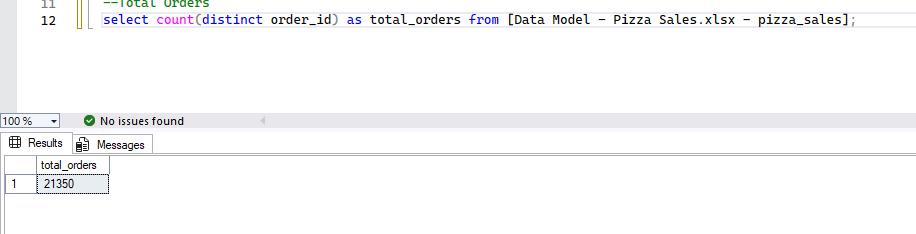 11 --Total Orders
12 select count(distinct order_id) as total_orders from [Data Model - Pizza Sales.xlsx - pizza_sales];
100 % No issues found
Results Messages
total_orders
1 21350